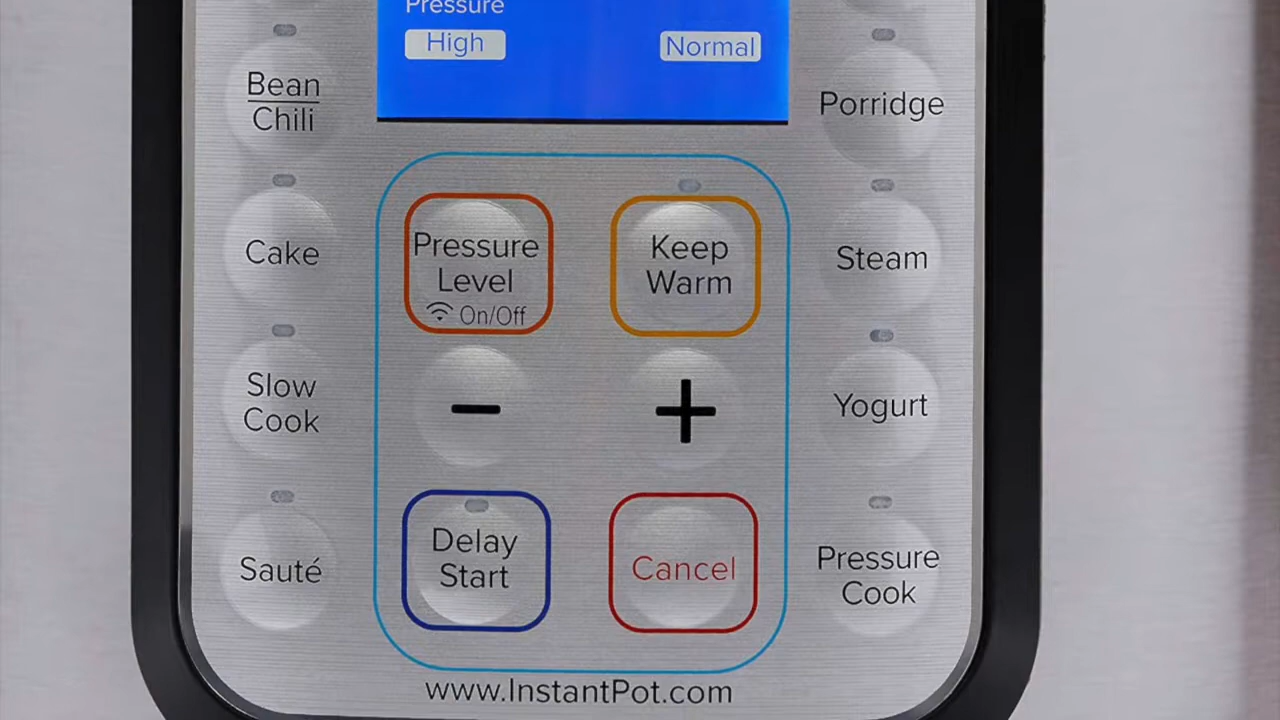 Pressure
High
Normal
Bean
Chili
Porridge
Cake
Pressure
Level
On/Off
Keep
Warm
Steam
Slow
Cook
−
+
Yogurt
Sauté
Delay
Start
Cancel
Pressure
Cook
www.InstantPot.com